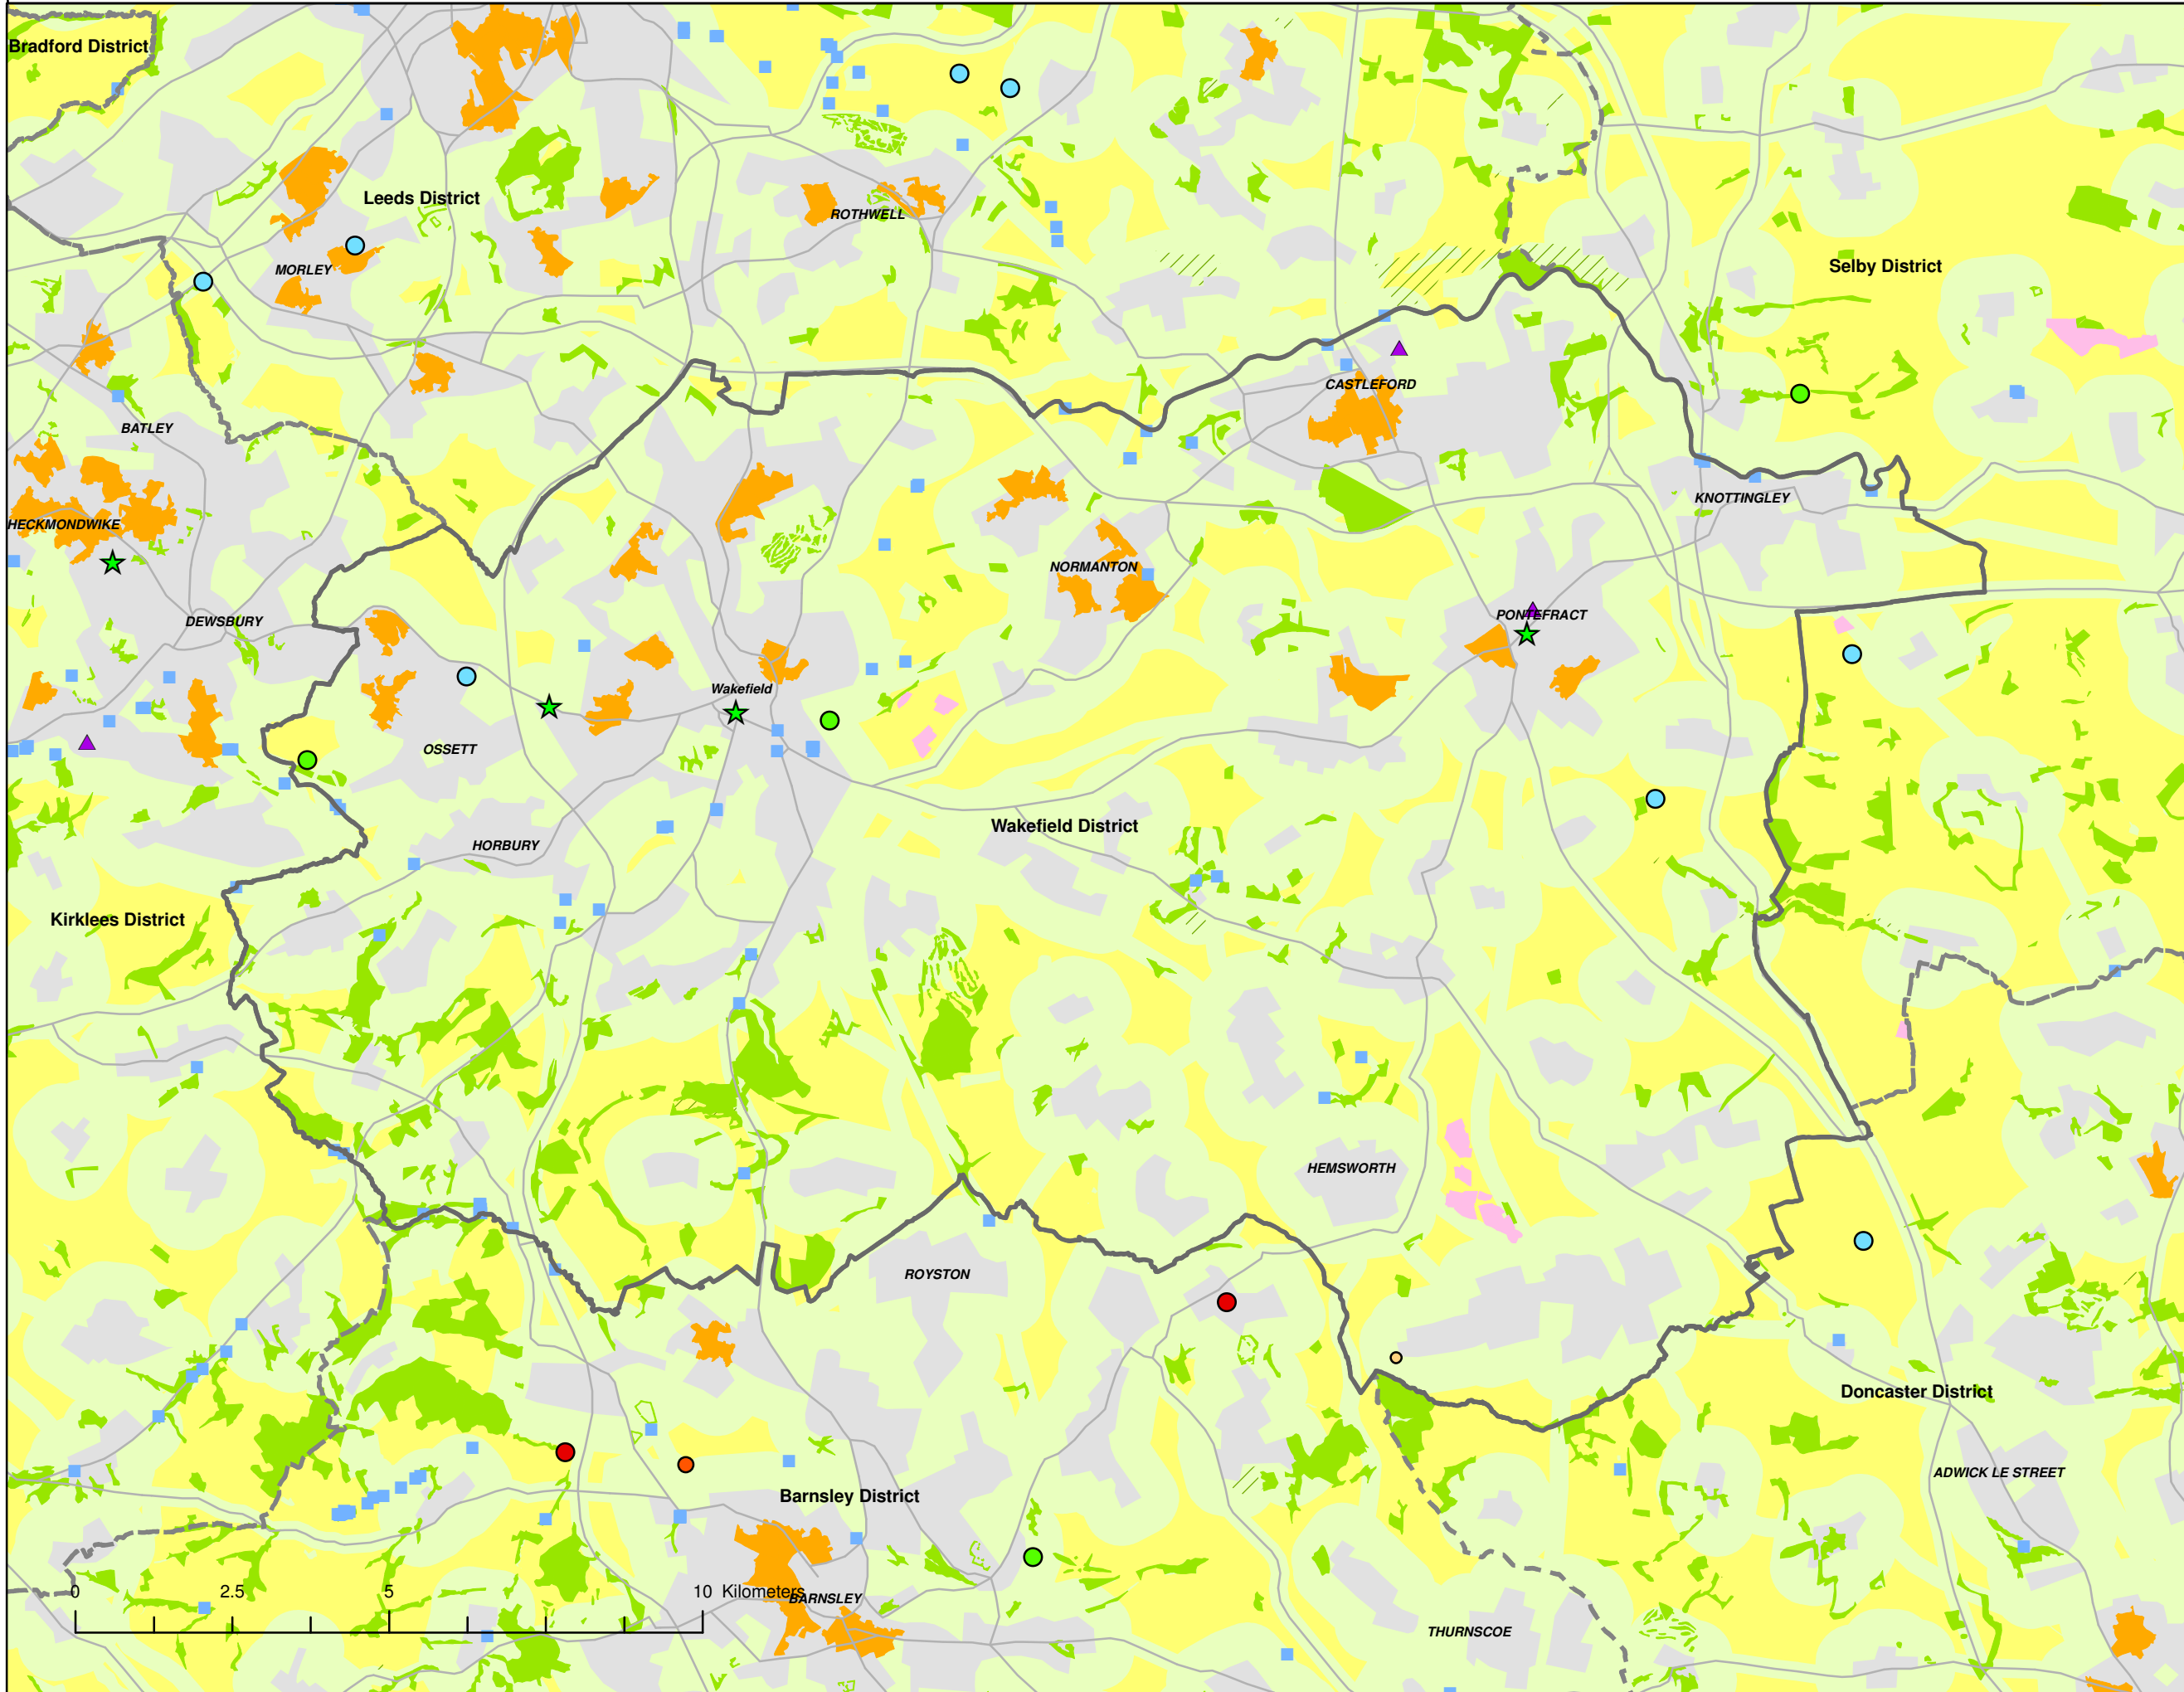 Bradford District
Leeds District
ROTHWELL
MORLEY
Selby District
CASTLEFORD
BATLEY
KNOTTINGLEY
HECKMONDWIKE
NORMANTON
PONTEFRACT
DEWSBURY
Wakefield
OSSETT
Wakefield District
HORBURY
Kirklees District
HEMSWORTH
ROYSTON
Doncaster District
ADWICK LE STREET
Barnsley District
0 2.5 5 10 Kilometers
BARNSLEY
THURNSCOE